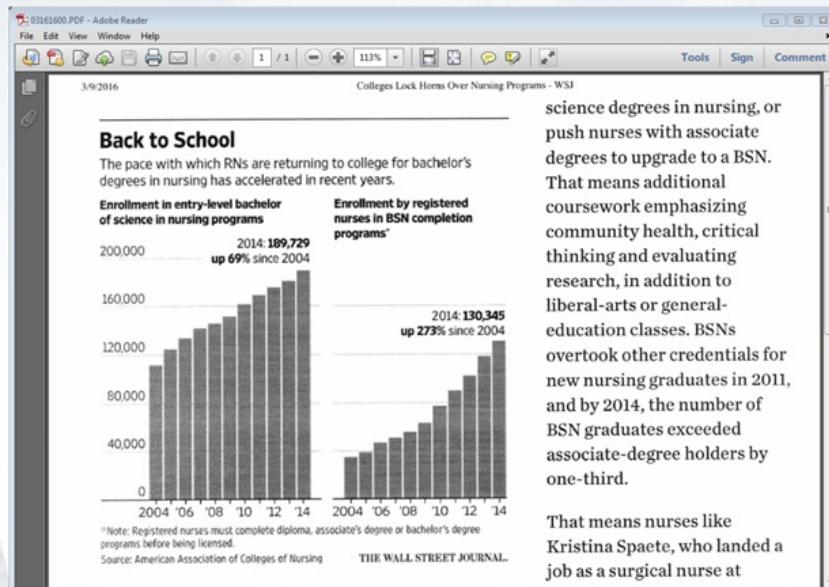 03161600.PDF - Adobe Reader
File Edit View Window Help
1 / 1 113% Tools Sign Comment
3/9/2016 Colleges Lock Horns Over Nursing Programs - WSJ
Back to School
The pace with which RNs are returning to college for bachelor's
degrees in nursing has accelerated in recent years.
Enrollment in entry-level bachelor
of science in nursing programs
2014: 189,729
up 69% since 2004
200,000
160,000
120,000
80,000
40,000
0
2004 '06 '08 '10 '12 '14
Enrollment by registered
nurses in BSN completion
programs*
2014: 130,345
up 273% since 2004
2004 '06 '08 '10 '12 '14
*Note: Registered nurses must complete diploma, associate's degree or bachelor's degree
programs before being licensed.
Source: American Association of Colleges of Nursing THE WALL STREET JOURNAL.
science degrees in nursing, or
push nurses with associate
degrees to upgrade to a BSN.
That means additional
coursework emphasizing
community health, critical
thinking and evaluating
research, in addition to
liberal-arts or general-
education classes. BSNs
overtook other credentials for
new nursing graduates in 2011,
and by 2014, the number of
BSN graduates exceeded
associate-degree holders by
one-third.
That means nurses like
Kristina Spaete, who landed a
job as a surgical nurse at